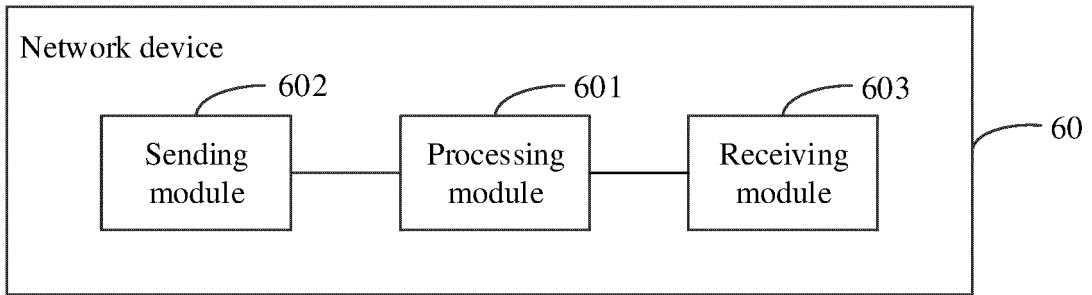 Network device
602
601
603
60
Sending
module
Processing
module
Receiving
module